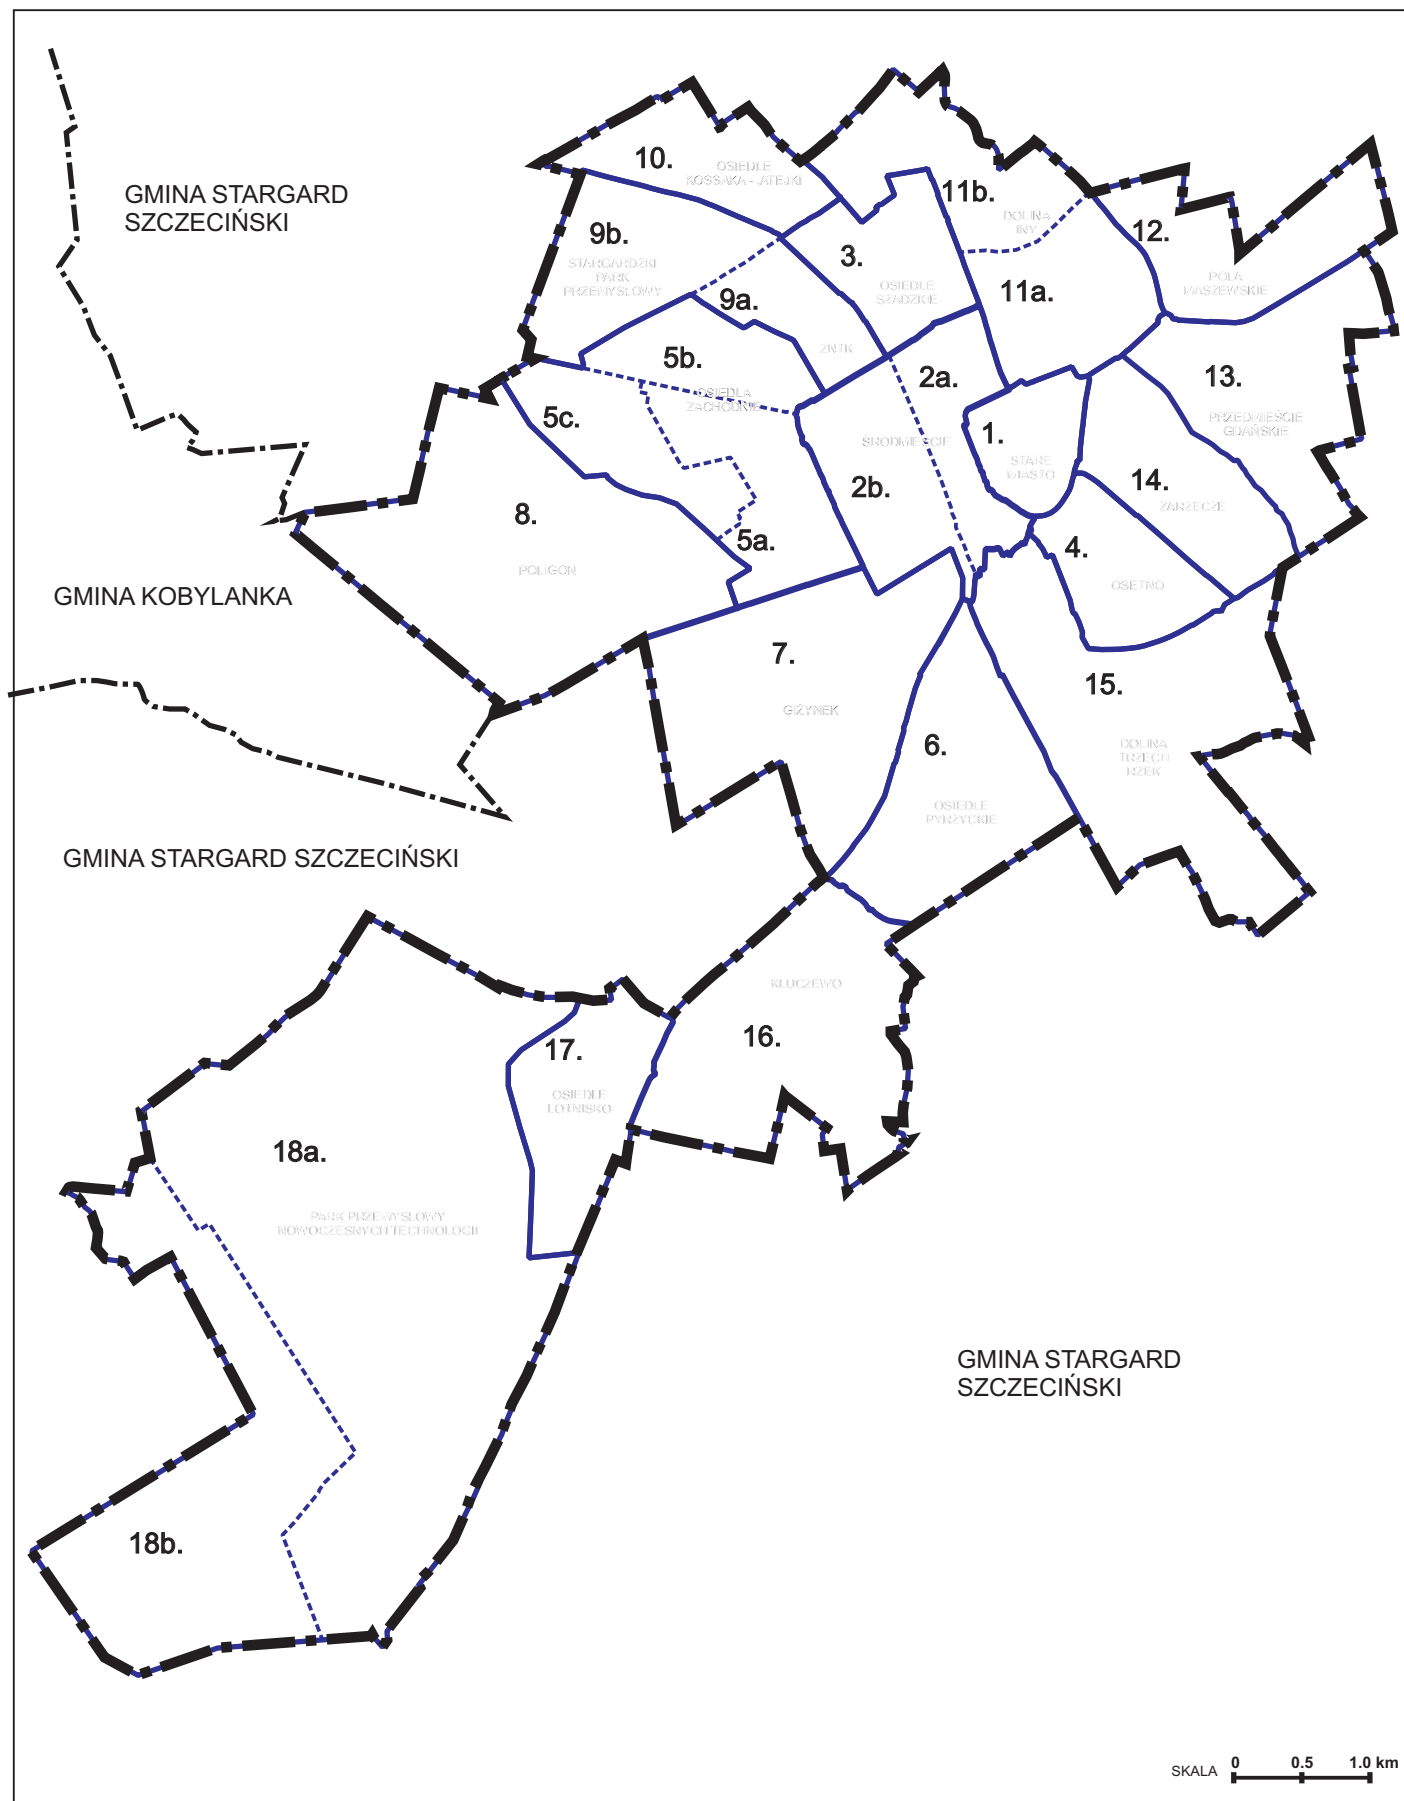 10.
OSIEDLE
KOSSAKA - LATEJKI
GMINA STARGARD
SZCZECIŃSKI
11b.
DOLINA
INY
12.
9b.
STARGARDZKI
PARK
PRZEMYSŁOWY
3.
OSIEDLE
SZADZKIE
POLA
MASZEWSKIE
9a.
11a.
ZNTK
5b.
2a.
13.
OSIEDLA
ZACHODNIE
5c.
PRZEDMIEŚCIE
GDAŃSKIE
1.
ŚRÓDMIEŚCIE
STARE
MIASTO
2b.
14.
ZARZECZE
8.
5a.
4.
POLIGON
OSETNO
GMINA KOBYLANKA
7.
15.
GIŻYNEK
6.
DOLINA
TRZECH
RZEK
OSIEDLE
PYRZYCKIE
GMINA STARGARD SZCZECIŃSKI
KLUCZEWO
16.
17.
OSIEDLE
LOTNISKO
18a.
PARK PRZEMYSŁOWY
NOWOCZESNYCH TECHNOLOGII
GMINA STARGARD
SZCZECIŃSKI
18b.
SKALA 0 0.5 1.0 km